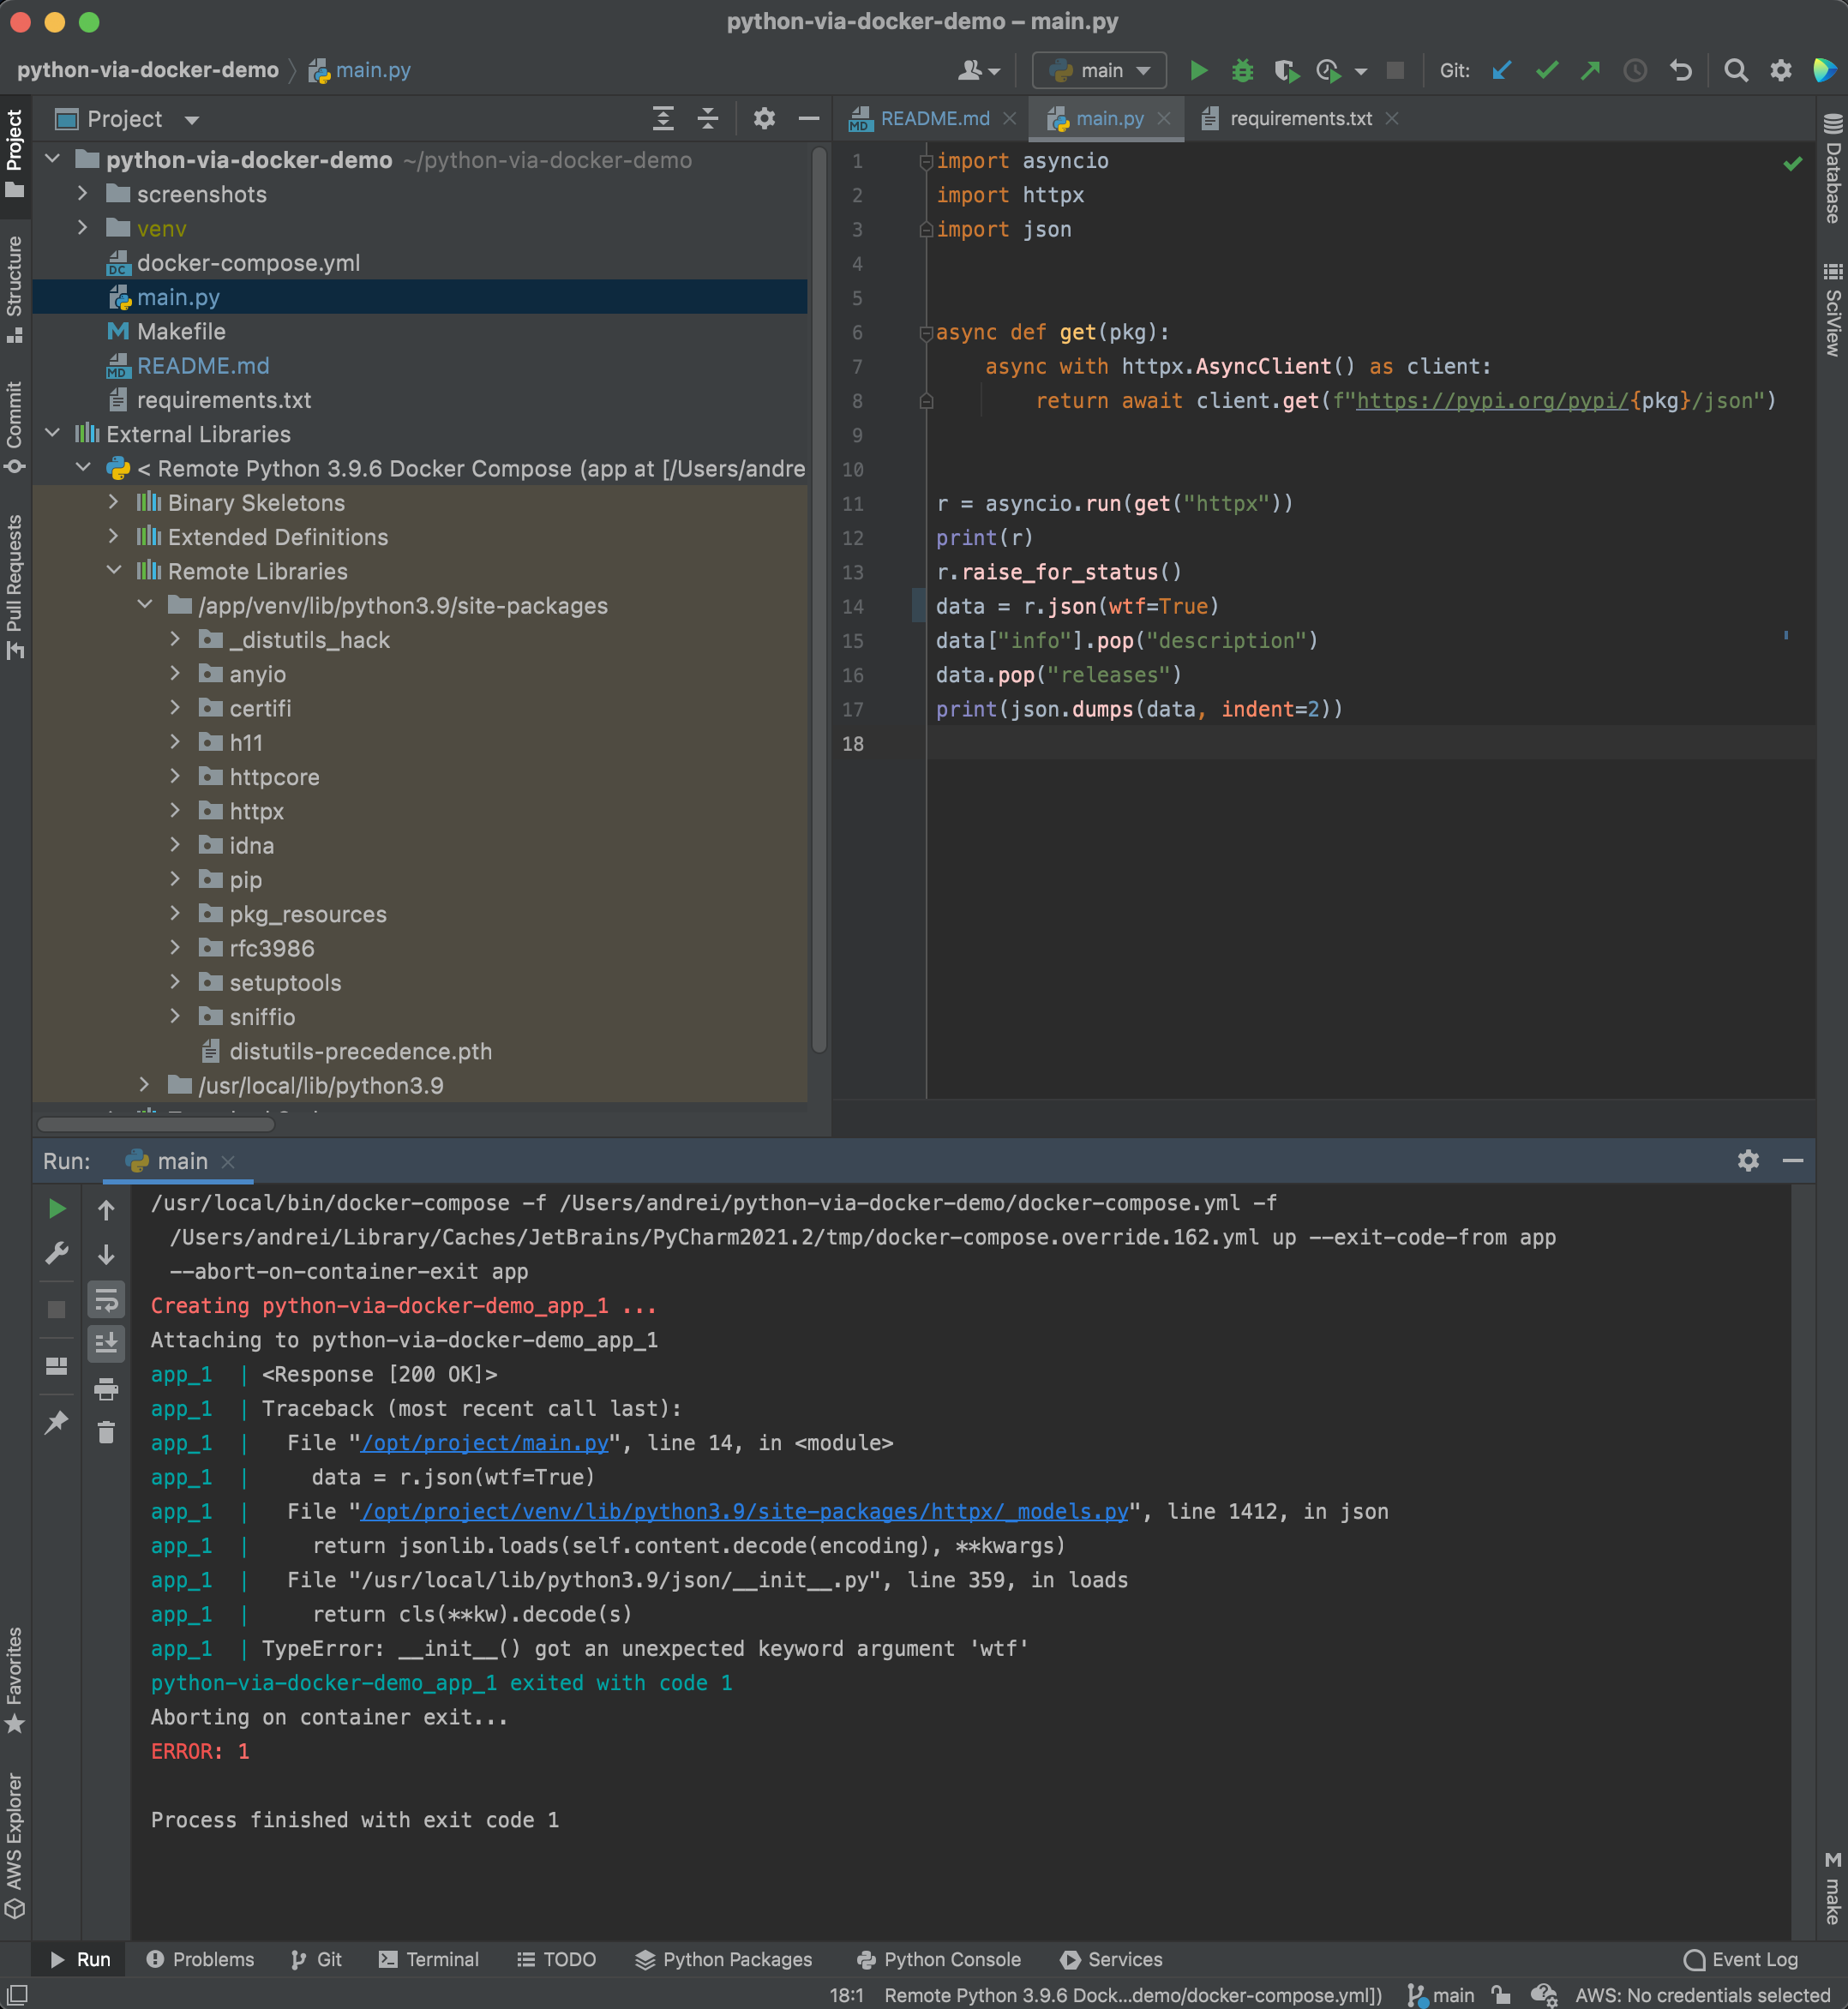 python-via-docker-demo – main.py
python-via-docker-demo
main.py
main
Git:
Project
README.md
main.py
requirements.txt
Project
Structure
Commit
Pull Requests
Favorites
AWS Explorer
Database
SciView
make
python-via-docker-demo ~/python-via-docker-demo
screenshots
venv
docker-compose.yml
main.py
Makefile
README.md
requirements.txt
External Libraries
< Remote Python 3.9.6 Docker Compose (app at [/Users/andre
Binary Skeletons
Extended Definitions
Remote Libraries
/app/venv/lib/python3.9/site-packages
_distutils_hack
anyio
certifi
h11
httpcore
httpx
idna
pip
pkg_resources
rfc3986
setuptools
sniffio
distutils-precedence.pth
/usr/local/lib/python3.9
1 import asyncio
2 import httpx
3 import json
4
5
6 async def get(pkg):
7     async with httpx.AsyncClient() as client:
8         return await client.get(f"https://pypi.org/pypi/{pkg}/json")
9
10
11 r = asyncio.run(get("httpx"))
12 print(r)
13 r.raise_for_status()
14 data = r.json(wtf=True)
15 data["info"].pop("description")
16 data.pop("releases")
17 print(json.dumps(data, indent=2))
18
Run: main
/usr/local/bin/docker-compose -f /Users/andrei/python-via-docker-demo/docker-compose.yml -f
/Users/andrei/Library/Caches/JetBrains/PyCharm2021.2/tmp/docker-compose.override.162.yml up --exit-code-from app
--abort-on-container-exit app
Creating python-via-docker-demo_app_1 ...
Attaching to python-via-docker-demo_app_1
app_1  | <Response [200 OK]>
app_1  | Traceback (most recent call last):
app_1  |   File "/opt/project/main.py", line 14, in <module>
app_1  |     data = r.json(wtf=True)
app_1  |   File "/opt/project/venv/lib/python3.9/site-packages/httpx/_models.py", line 1412, in json
app_1  |     return jsonlib.loads(self.content.decode(encoding), **kwargs)
app_1  |   File "/usr/local/lib/python3.9/json/__init__.py", line 359, in loads
app_1  |     return cls(**kw).decode(s)
app_1  | TypeError: __init__() got an unexpected keyword argument 'wtf'
python-via-docker-demo_app_1 exited with code 1
Aborting on container exit...
ERROR: 1
Process finished with exit code 1
Run
Problems
Git
Terminal
TODO
Python Packages
Python Console
Services
Event Log
18:1
Remote Python 3.9.6 Dock...demo/docker-compose.yml])
main
AWS: No credentials selected